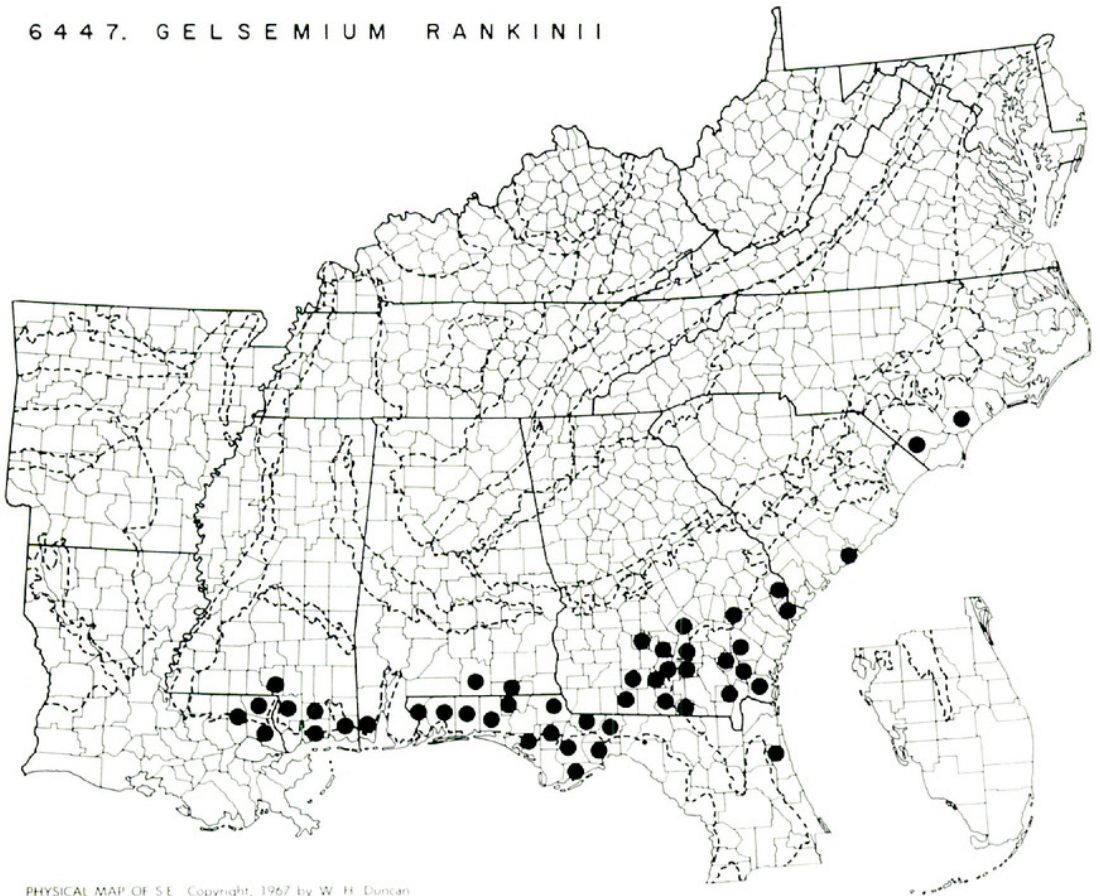 6447. GELSEMIUM RANKINII
PHYSICAL MAP OF S.E. Copyright, 1967 by W. H. Duncan